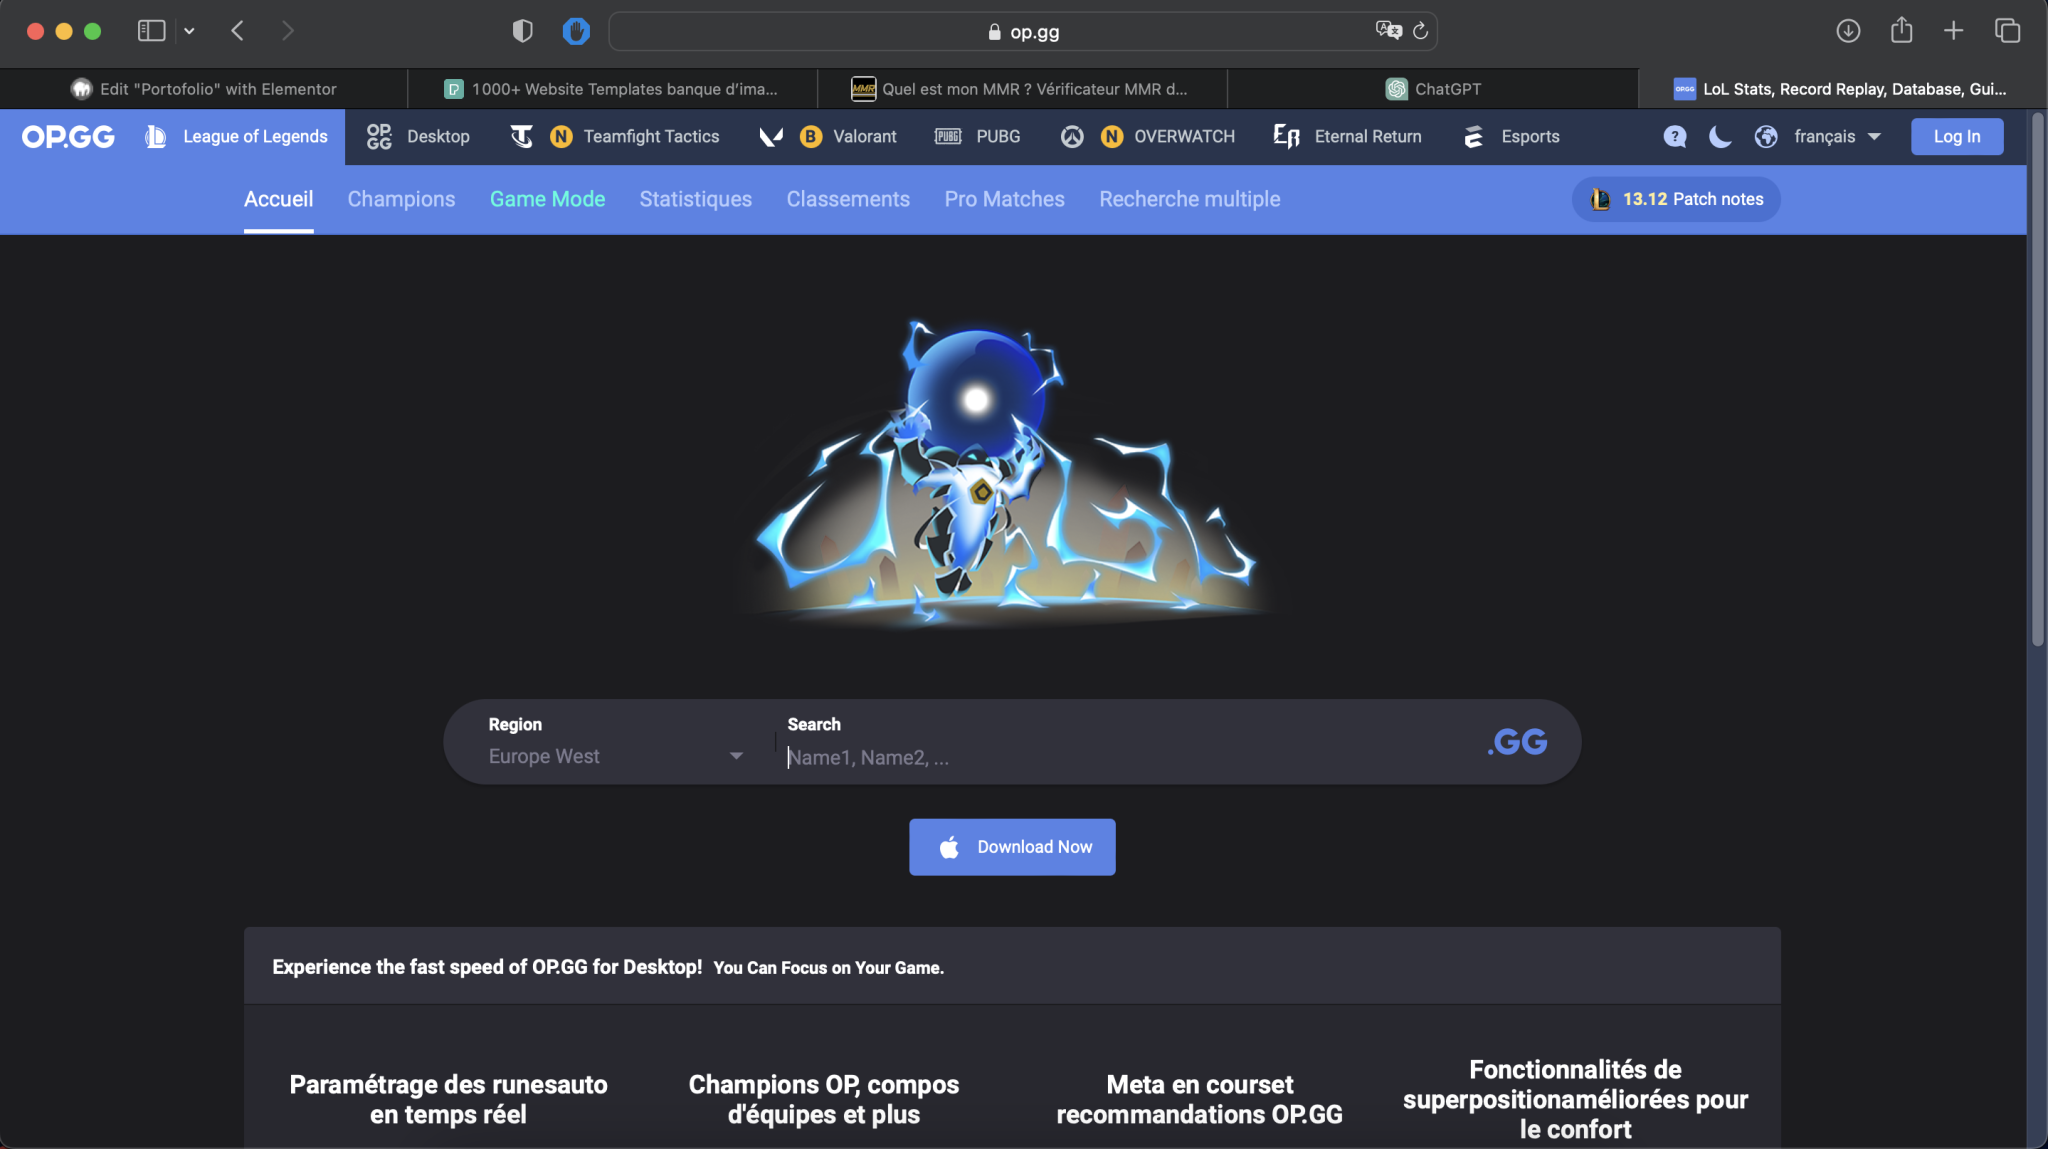 op.gg
Edit "Portofolio" with Elementor
1000+ Website Templates banque d'ima...
MMR
Quel est mon MMR ? Vérificateur MMR d...
ChatGPT
OPGG
LoL Stats, Record Replay, Database, Gui...
OP.GG
League of Legends
OP.
GG
Desktop
N
Teamfight Tactics
B
Valorant
PUBG
PUBG
N
OVERWATCH
Eternal Return
Esports
?
français
Log In
Accueil
Champions
Game Mode
Statistiques
Classements
Pro Matches
Recherche multiple
13.12 Patch notes
Region
Europe West
Search
Name1, Name2, ...
.GG
Download Now
Experience the fast speed of OP.GG for Desktop! You Can Focus on Your Game.
Paramétrage des runesauto
en temps réel
Champions OP, compos
d'équipes et plus
Meta en courset
recommandations OP.GG
Fonctionnalités de
superpositionaméliorées pour
le confort